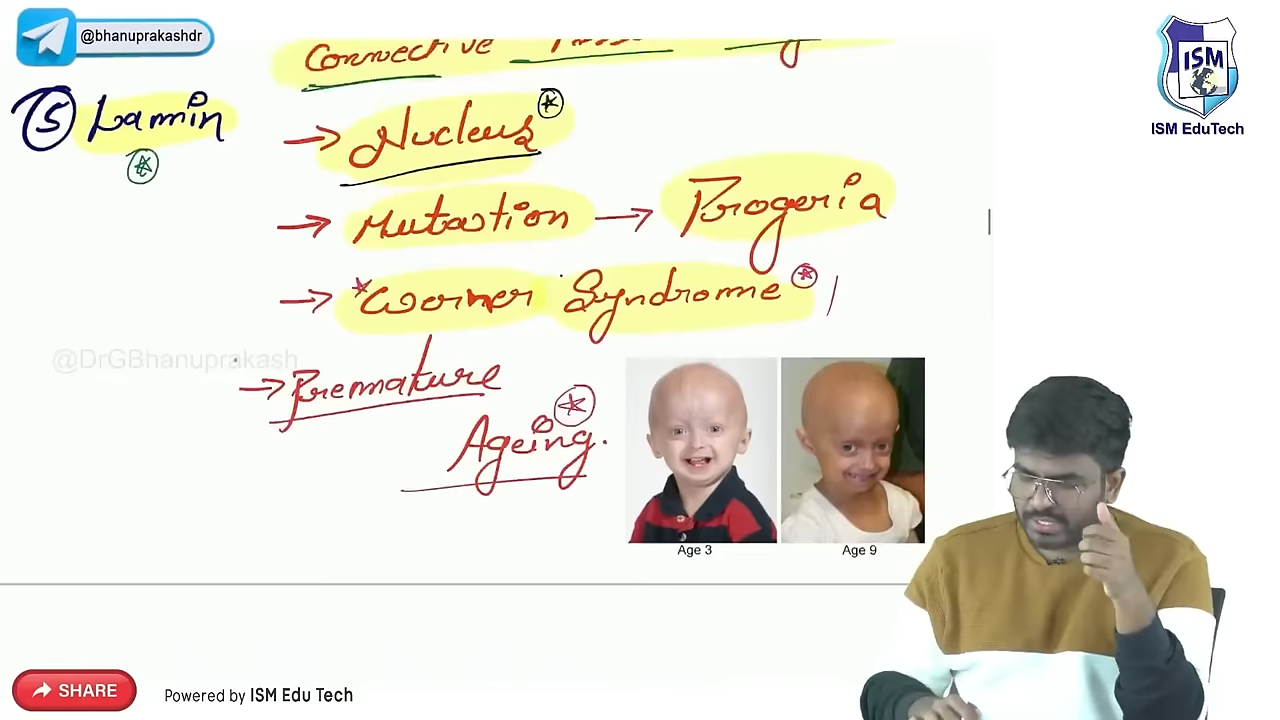 @bhanuprakashdr
Connective
ISM
ISM EduTech
⑤ Lamin
→ Nucleus
→ Mutation → Progeria
→ *Werner Syndrome
@DrGBhanuprakash
→ Premature
Ageing.
Age 3
Age 9
SHARE
Powered by ISM Edu Tech